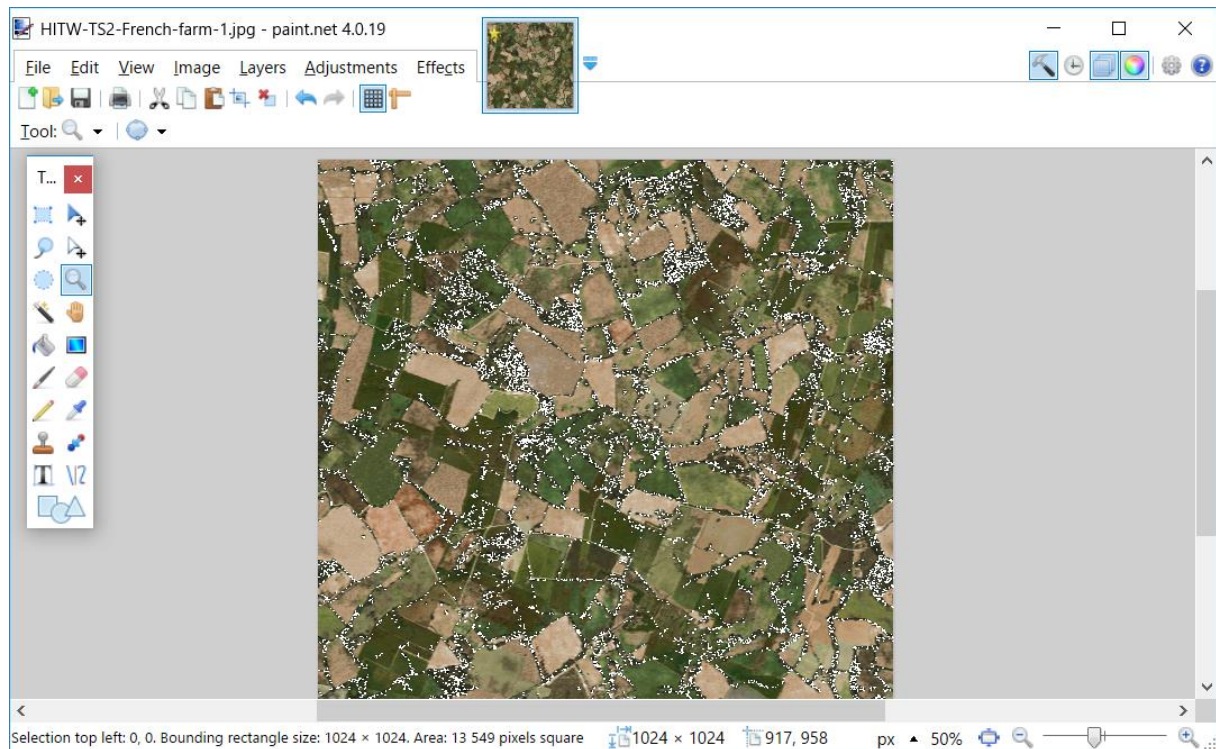 HITW-TS2-French-farm-1.jpg - paint.net 4.0.19
File Edit View Image Layers Adjustments Effects
Tool:
T...
Selection top left: 0, 0. Bounding rectangle size: 1024 × 1024. Area: 13 549 pixels square 1024 × 1024 917, 958 px 50%